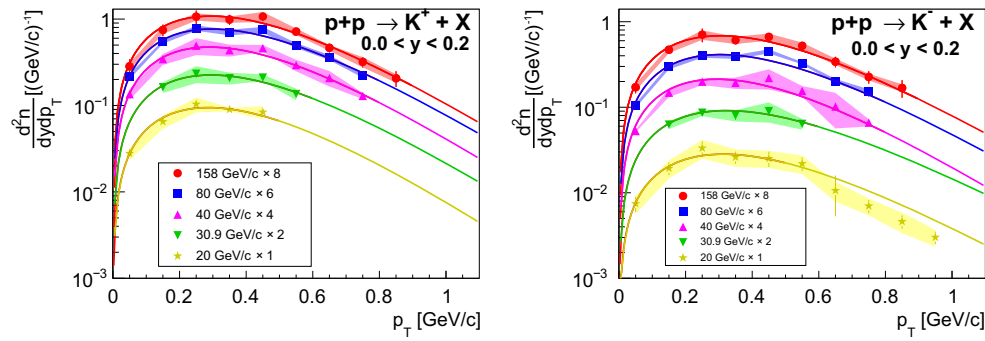 p+p → K⁺ + X
0.0 < y < 0.2
d²n/dydp_T [(GeV/c)⁻¹]
1
10⁻¹
10⁻²
10⁻³
158 GeV/c × 8
80 GeV/c × 6
40 GeV/c × 4
30.9 GeV/c × 2
20 GeV/c × 1
0 0.2 0.4 0.6 0.8 1
p_T [GeV/c]
p+p → K⁻ + X
0.0 < y < 0.2
d²n/dydp_T [(GeV/c)⁻¹]
1
10⁻¹
10⁻²
10⁻³
158 GeV/c × 8
80 GeV/c × 6
40 GeV/c × 4
30.9 GeV/c × 2
20 GeV/c × 1
0 0.2 0.4 0.6 0.8 1
p_T [GeV/c]